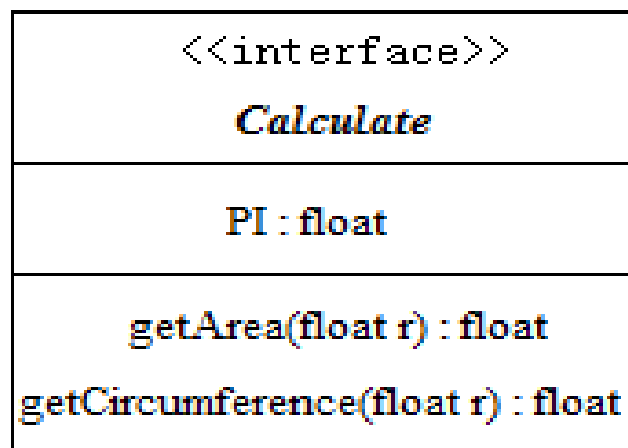 <<interface>>
Calculate
PI : float
getArea(float r) : float
getCircumference(float r) : float